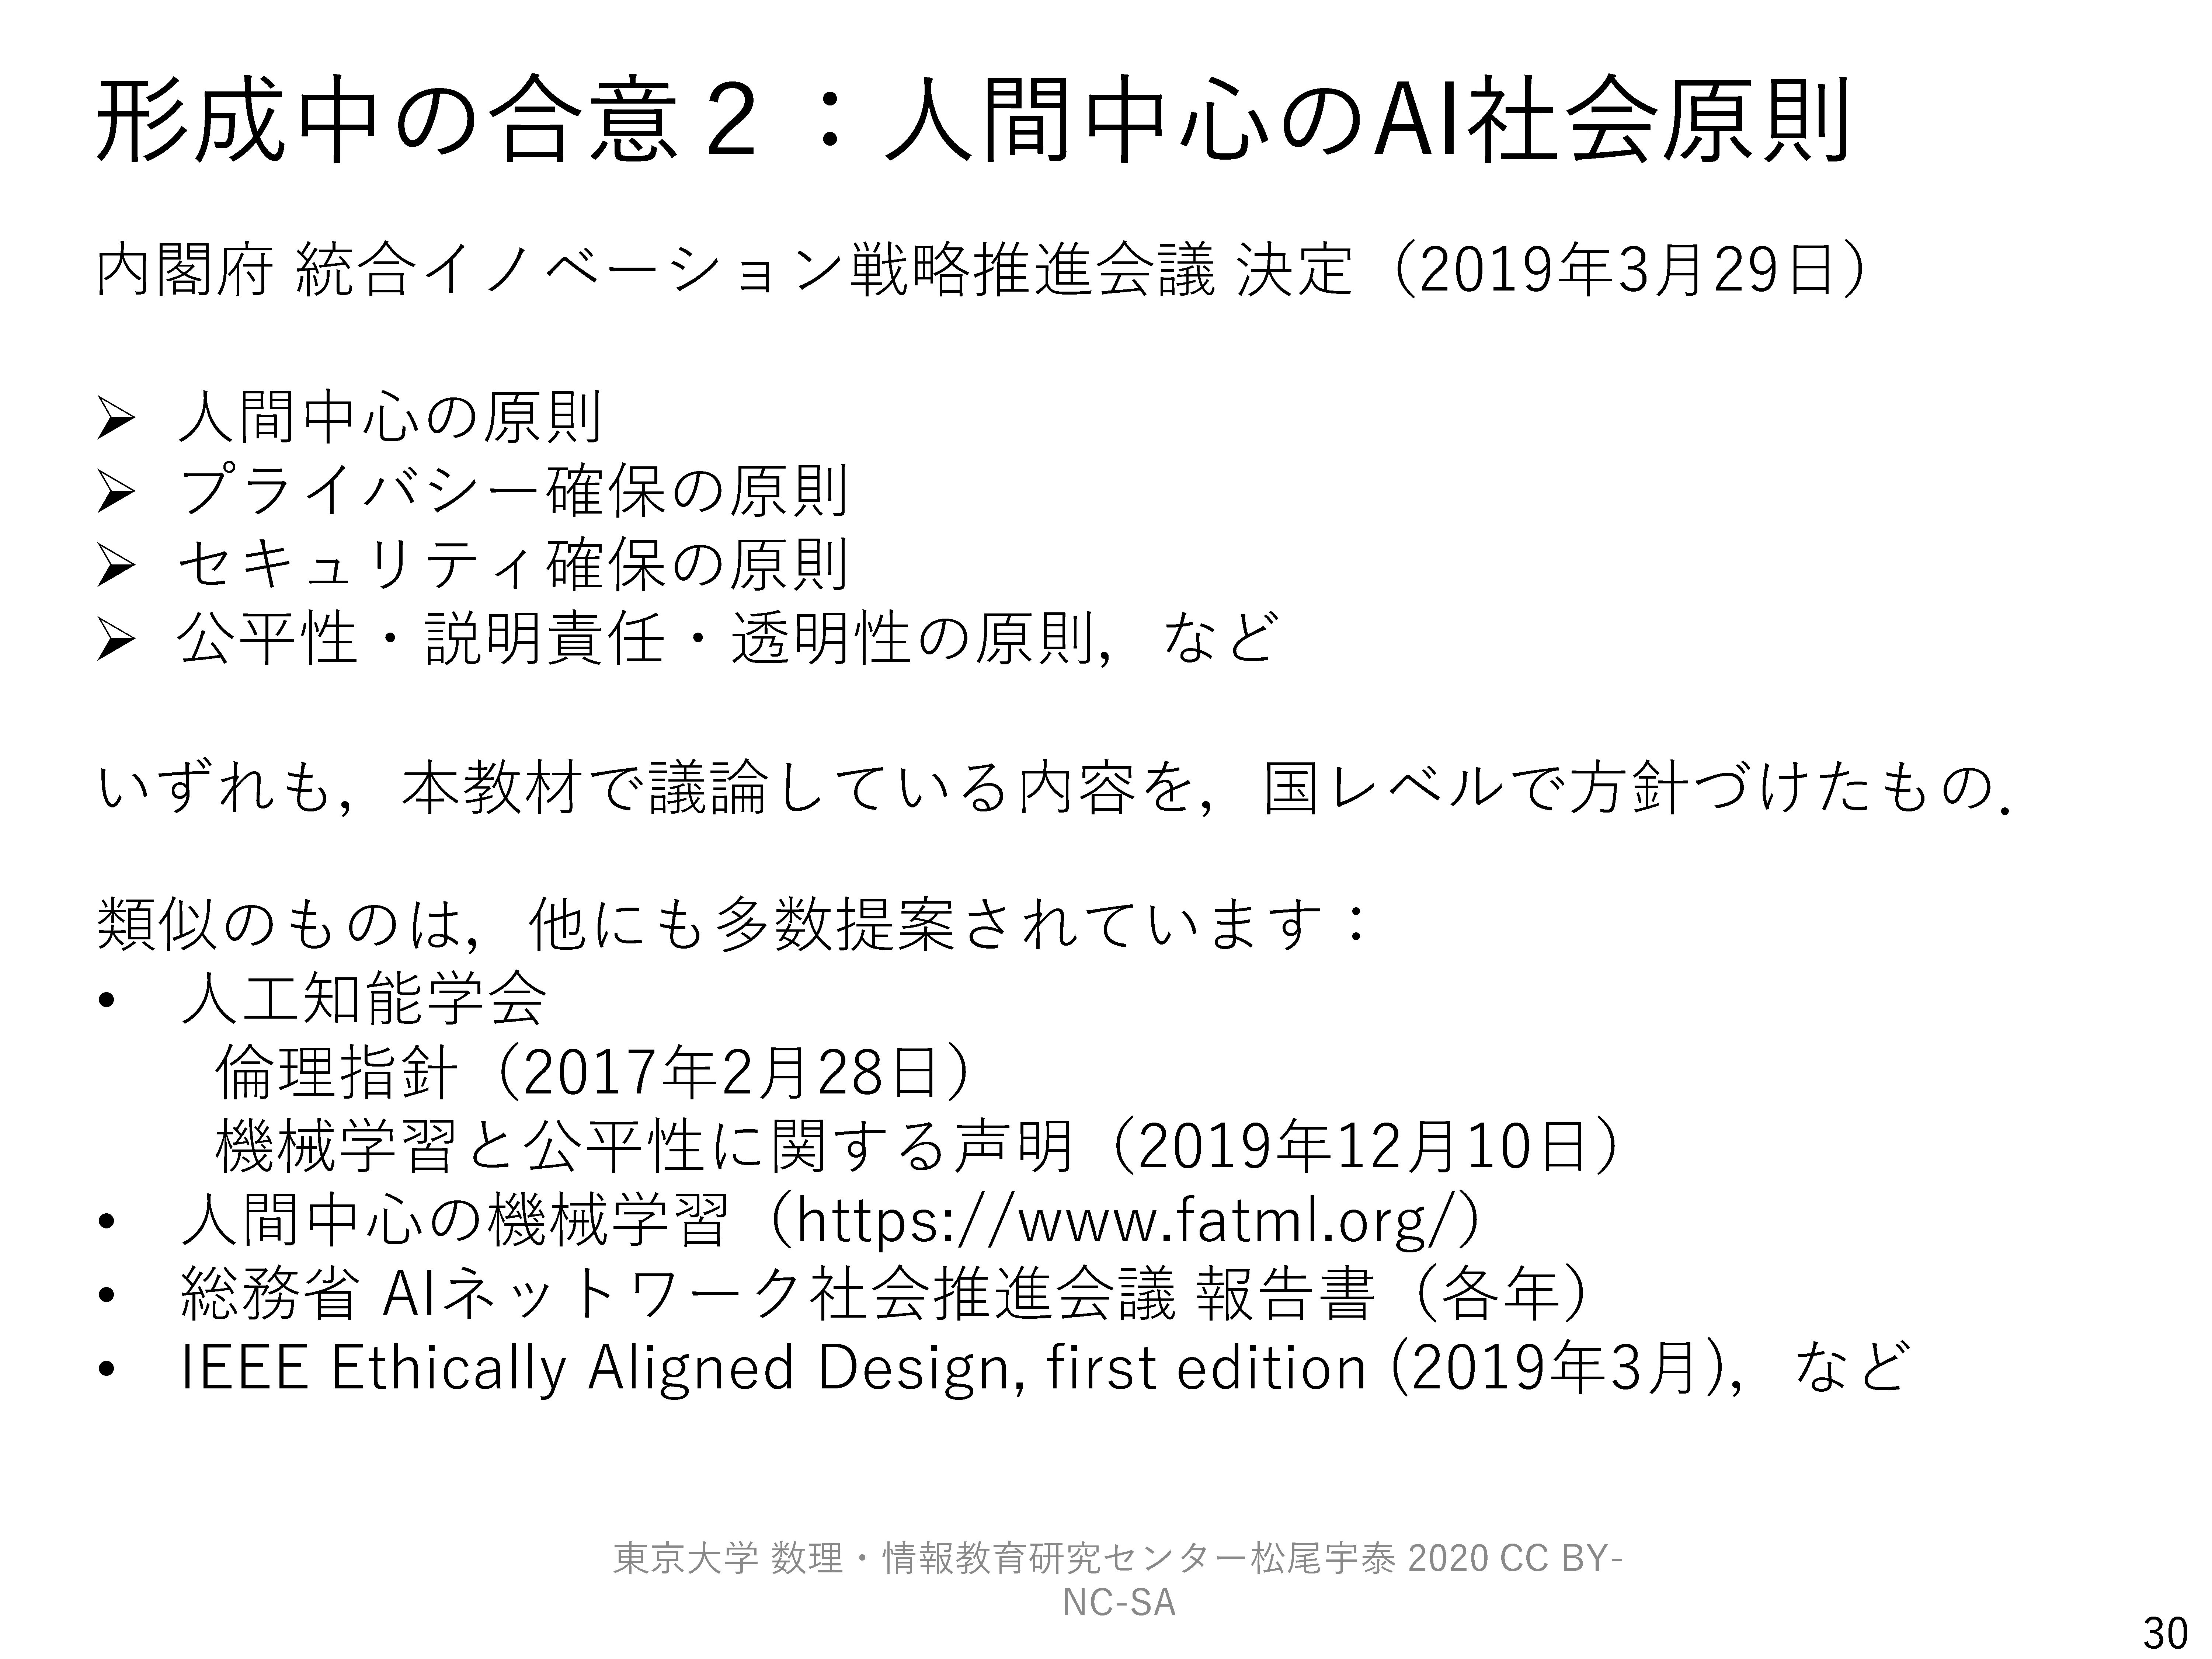 形成中の合意２：人間中心のAI社会原則
内閣府 統合イノベーション戦略推進会議 決定（2019年3月29日）
➢ 人間中心の原則
➢ プライバシー確保の原則
➢ セキュリティ確保の原則
➢ 公平性・説明責任・透明性の原則，など
いずれも，本教材で議論している内容を，国レベルで方針づけたもの．
類似のものは，他にも多数提案されています：
• 人工知能学会
倫理指針（2017年2月28日）
機械学習と公平性に関する声明（2019年12月10日）
• 人間中心の機械学習（https://www.fatml.org/）
• 総務省 AIネットワーク社会推進会議 報告書（各年）
• IEEE Ethically Aligned Design, first edition (2019年3月)，など
東京大学 数理・情報教育研究センター松尾宇泰 2020 CC BY-
NC-SA
30